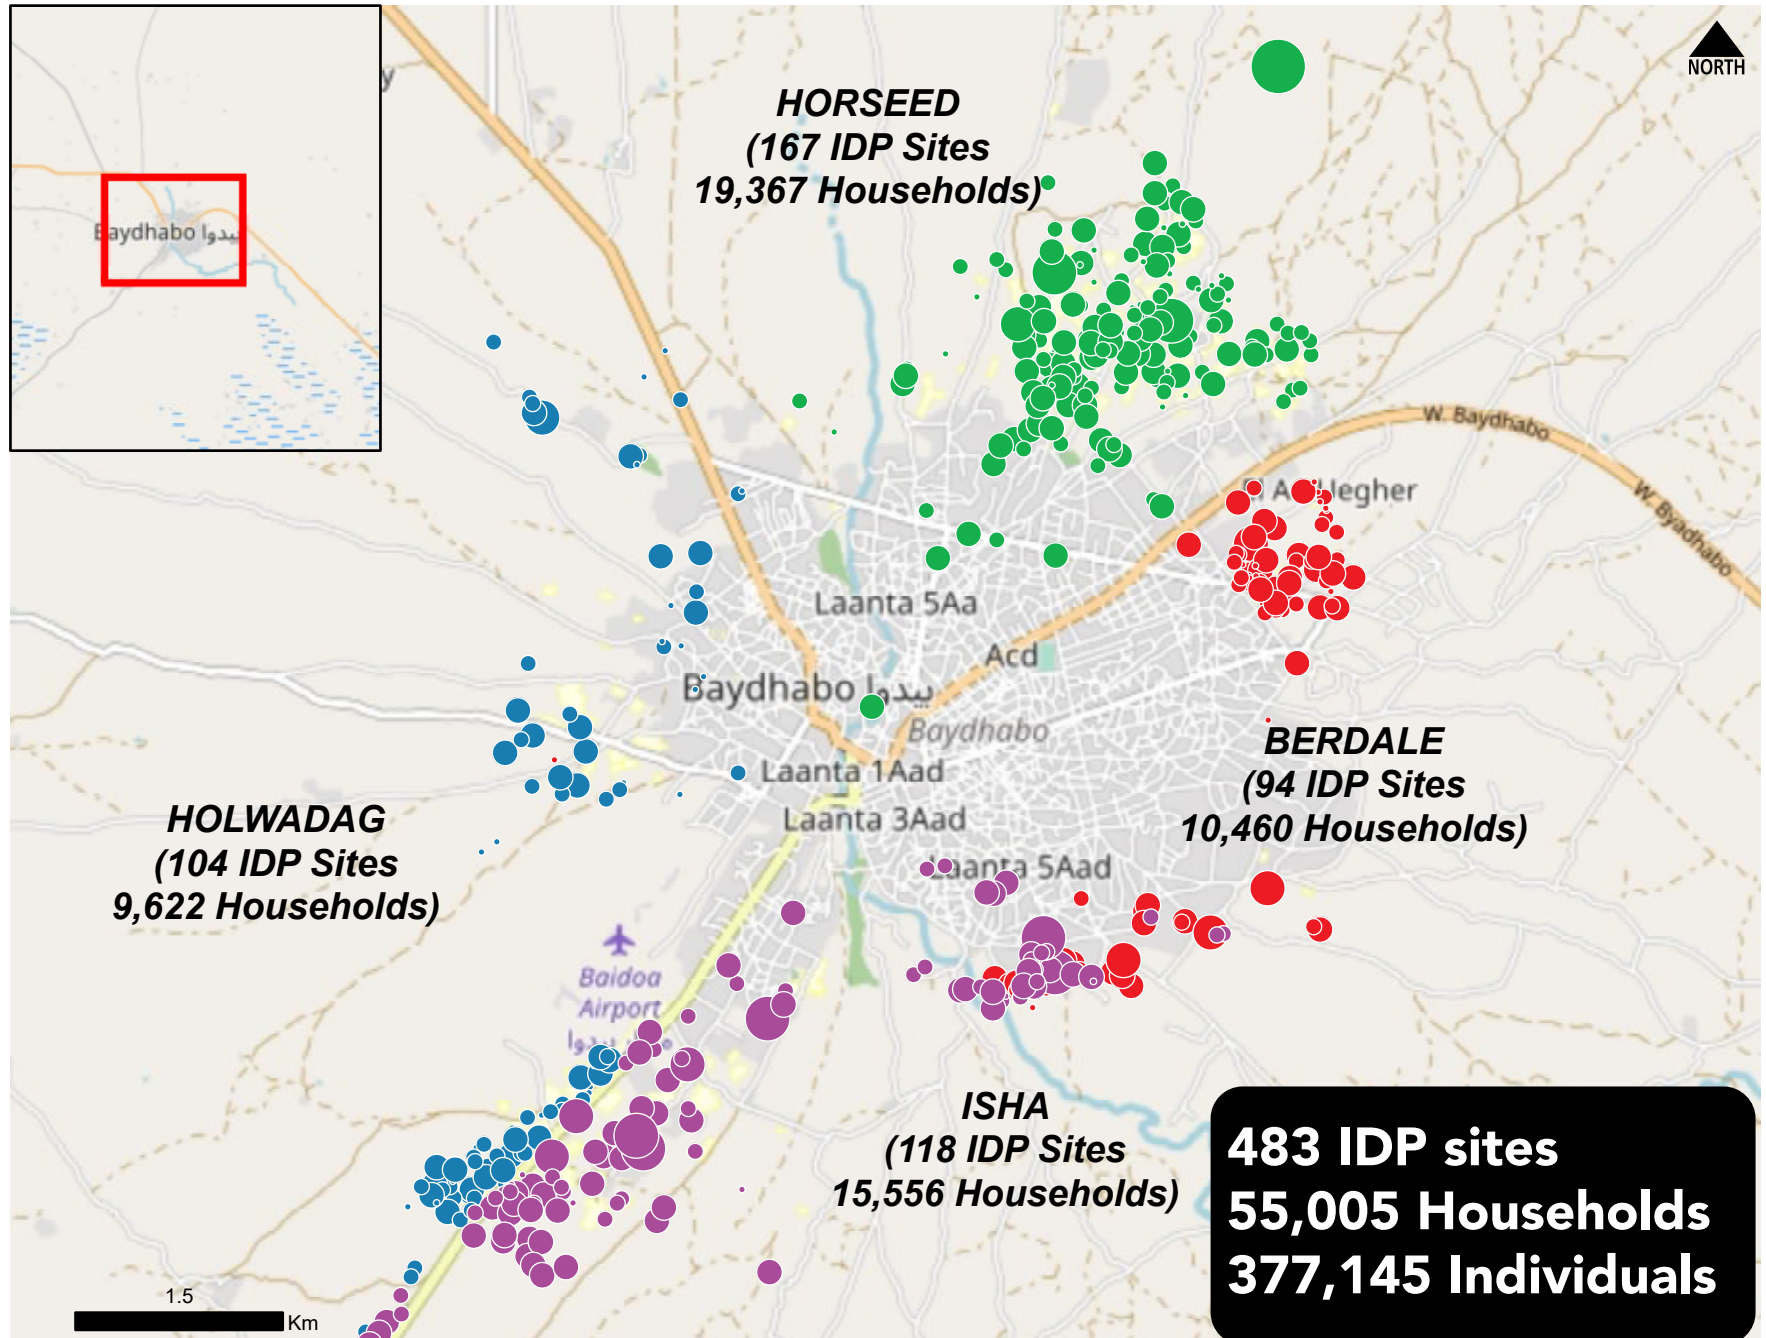 y
NORTH
HORSEED
(167 IDP Sites
19,367 Households)
Baydhabo بيدوا
W. Baydhabo
W. Byadhabo
Laanta 5Aa
Acd
Baydhabo بيدوا
Baydhabo
Laanta 1Aad
Laanta 3Aad
Laanta 5Aad
BERDALE
(94 IDP Sites
10,460 Households)
HOLWADAG
(104 IDP Sites
9,622 Households)
Baidoa
Airport
ISHA
(118 IDP Sites
15,556 Households)
483 IDP sites
55,005 Households
377,145 Individuals
1.5
Km